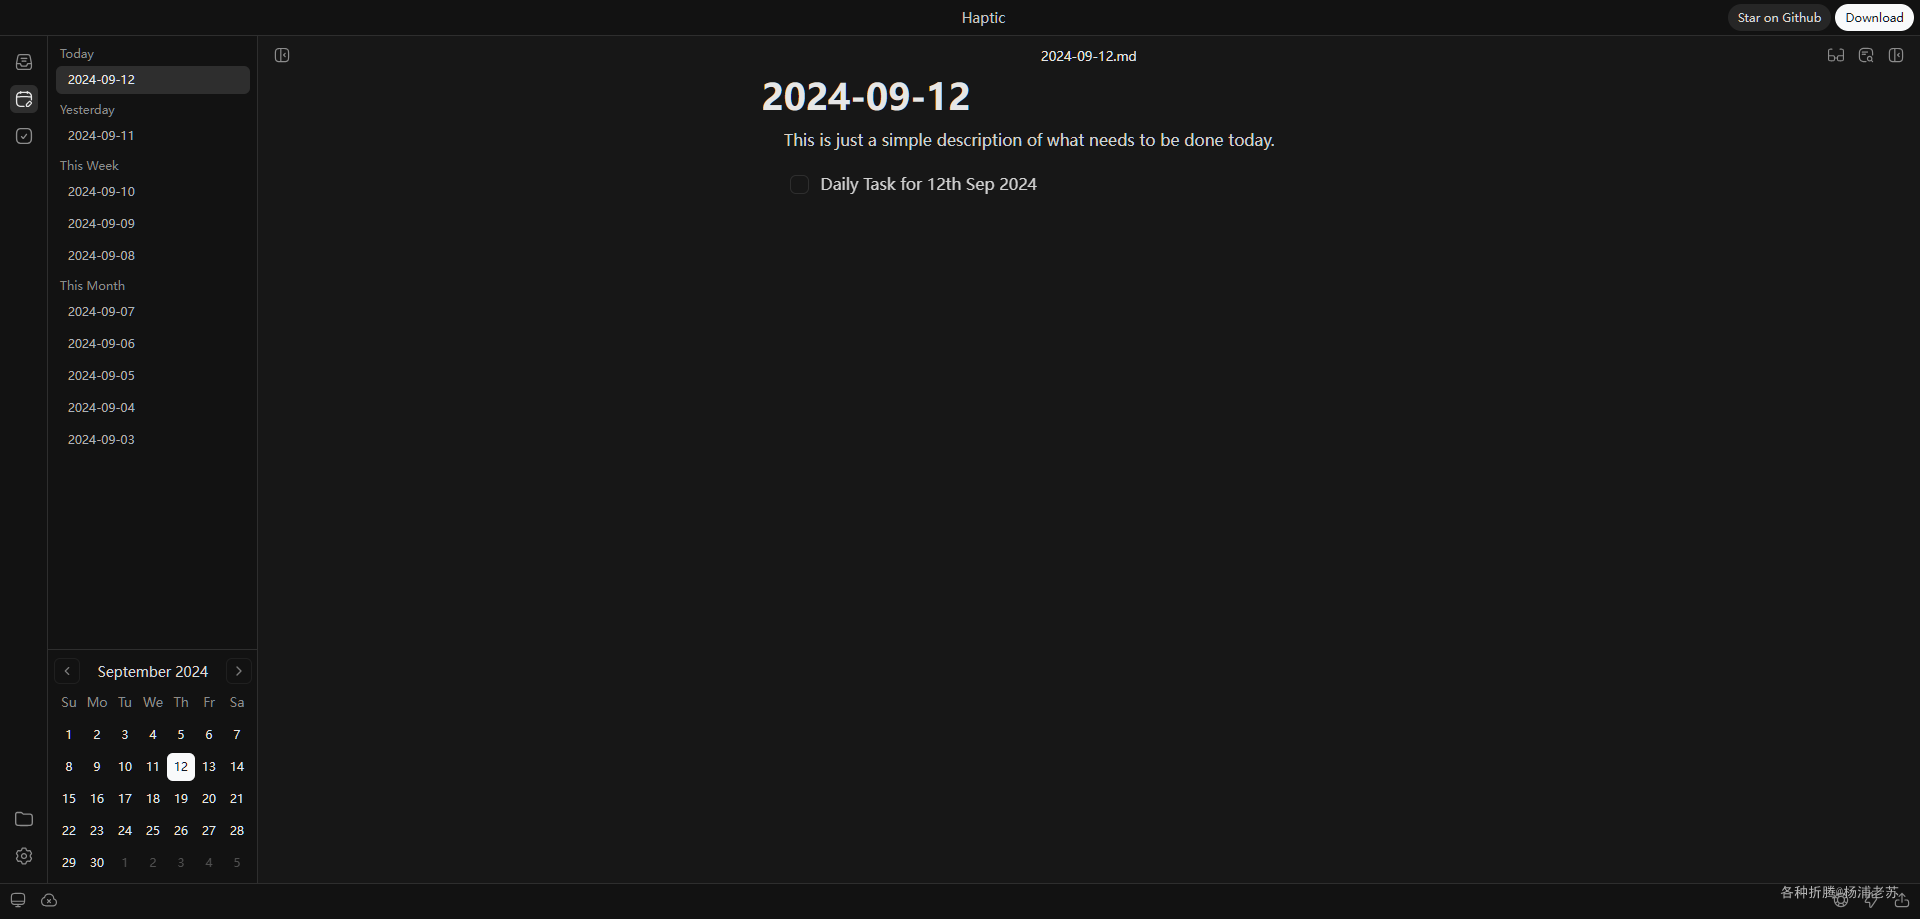 Haptic
Star on Github
Download
Today
2024-09-12
Yesterday
2024-09-11
This Week
2024-09-10
2024-09-09
2024-09-08
This Month
2024-09-07
2024-09-06
2024-09-05
2024-09-04
2024-09-03
2024-09-12.md
2024-09-12
This is just a simple description of what needs to be done today.
Daily Task for 12th Sep 2024
September 2024
Su Mo Tu We Th Fr Sa
1 2 3 4 5 6 7
8 9 10 11 12 13 14
15 16 17 18 19 20 21
22 23 24 25 26 27 28
29 30 1 2 3 4 5
各种折腾@杨浦老苏